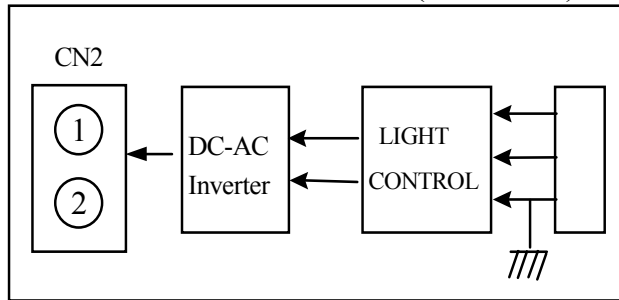 CN2
1
2
DC-AC
Inverter
LIGHT
CONTROL